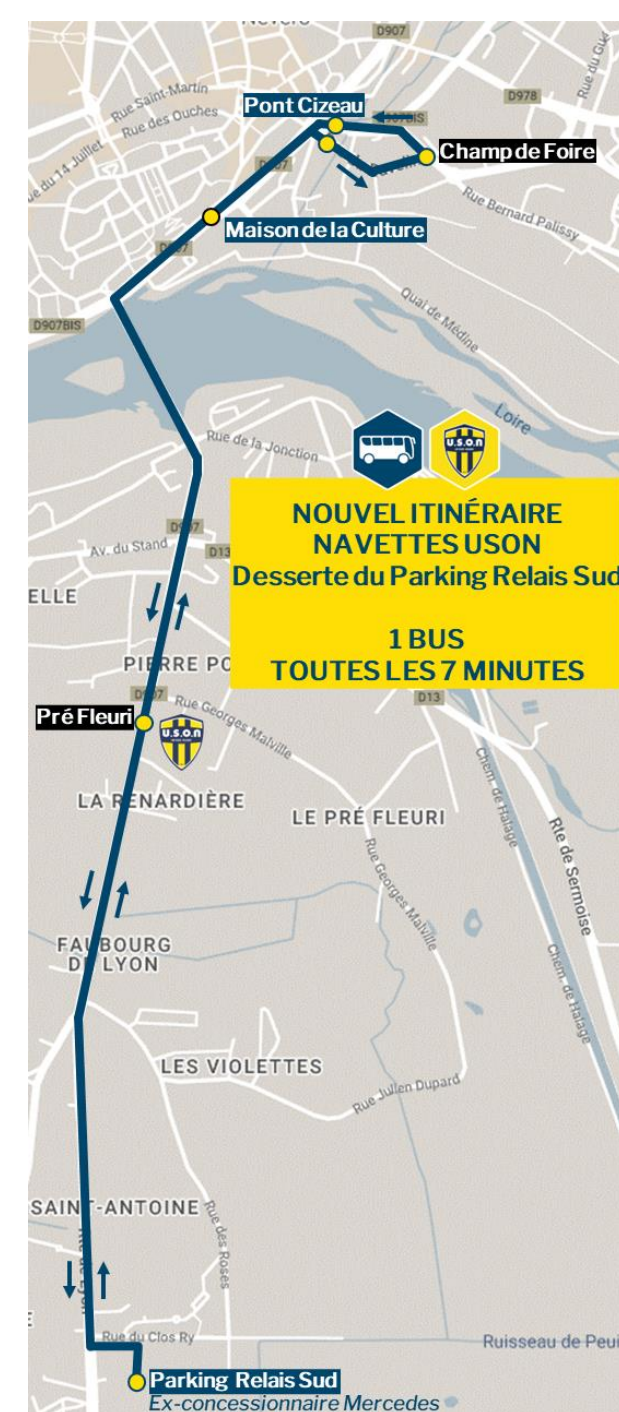 D907
Rue du Gué
D978
Rue Saint-Martin
Rue des Ouches
Pont Cizeau
Champ de Foire
Rue Bernard Palissy
Maison de la Culture
D907BIS
Quai de Médine
Loire
Rue de la Jonction
U.S.O.N
NOUVEL ITINÉRAIRE
NAVETTES USON
Desserte du Parking Relais Sud
1 BUS
TOUTES LES 7 MINUTES
D907
Av. du Stand
D13
ELLE
PIERRE PO
D907
D13
Rue Georges Malville
Pré Fleuri
U.S.O.N
LA RENARDIÈRE
LE PRÉ FLEURI
Chem. de Halage
Rte de Sermoise
Rue Georges Malville
FAUBOURG
DE LYON
Chem. de Halage
LES VIOLETTES
Rue Julien Dupard
SAINT-ANTOINE
Rue des Roses
Rte de Lyon
Rue du Clos Ry
Ruisseau de Peui
Parking Relais Sud
Ex-concessionnaire Mercedes